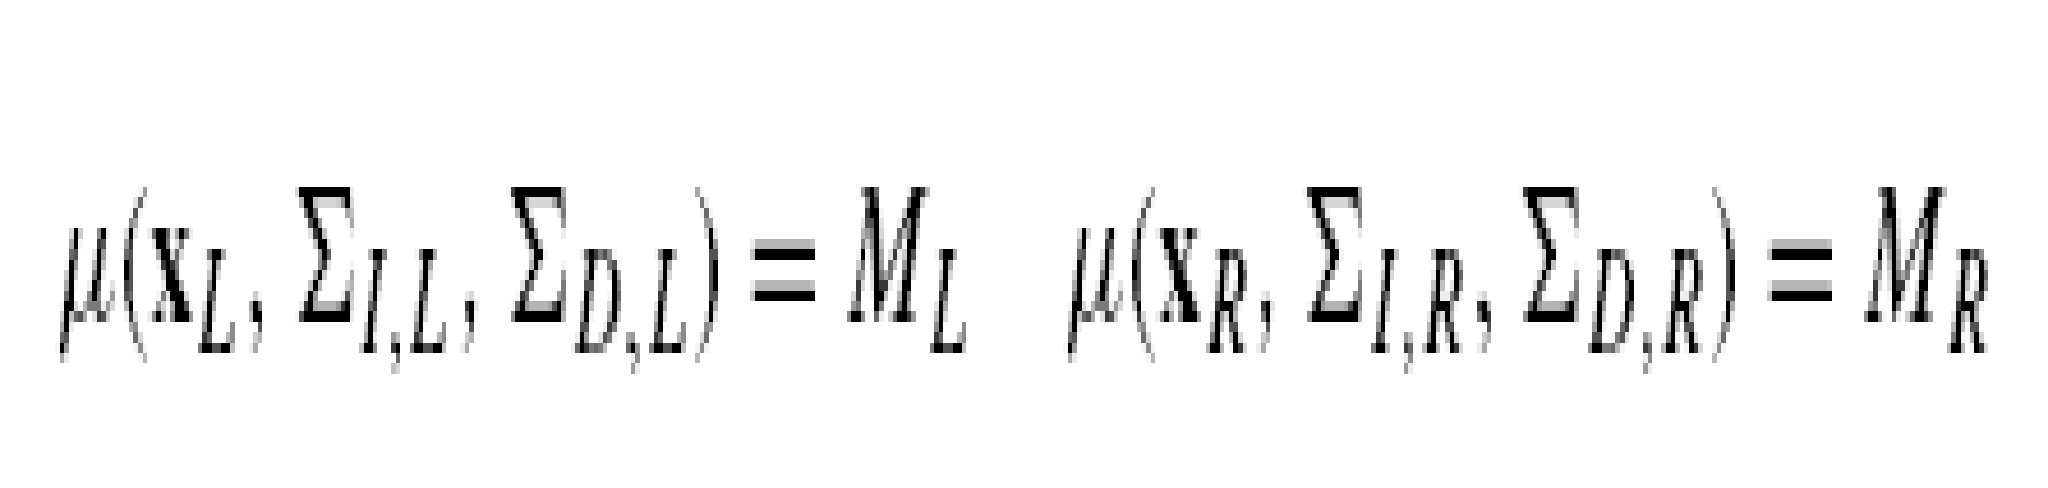 μ(x_L, Σ_{I,L}, Σ_{D,L}) = M_L μ(x_R, Σ_{I,R}, Σ_{D,R}) = M_R